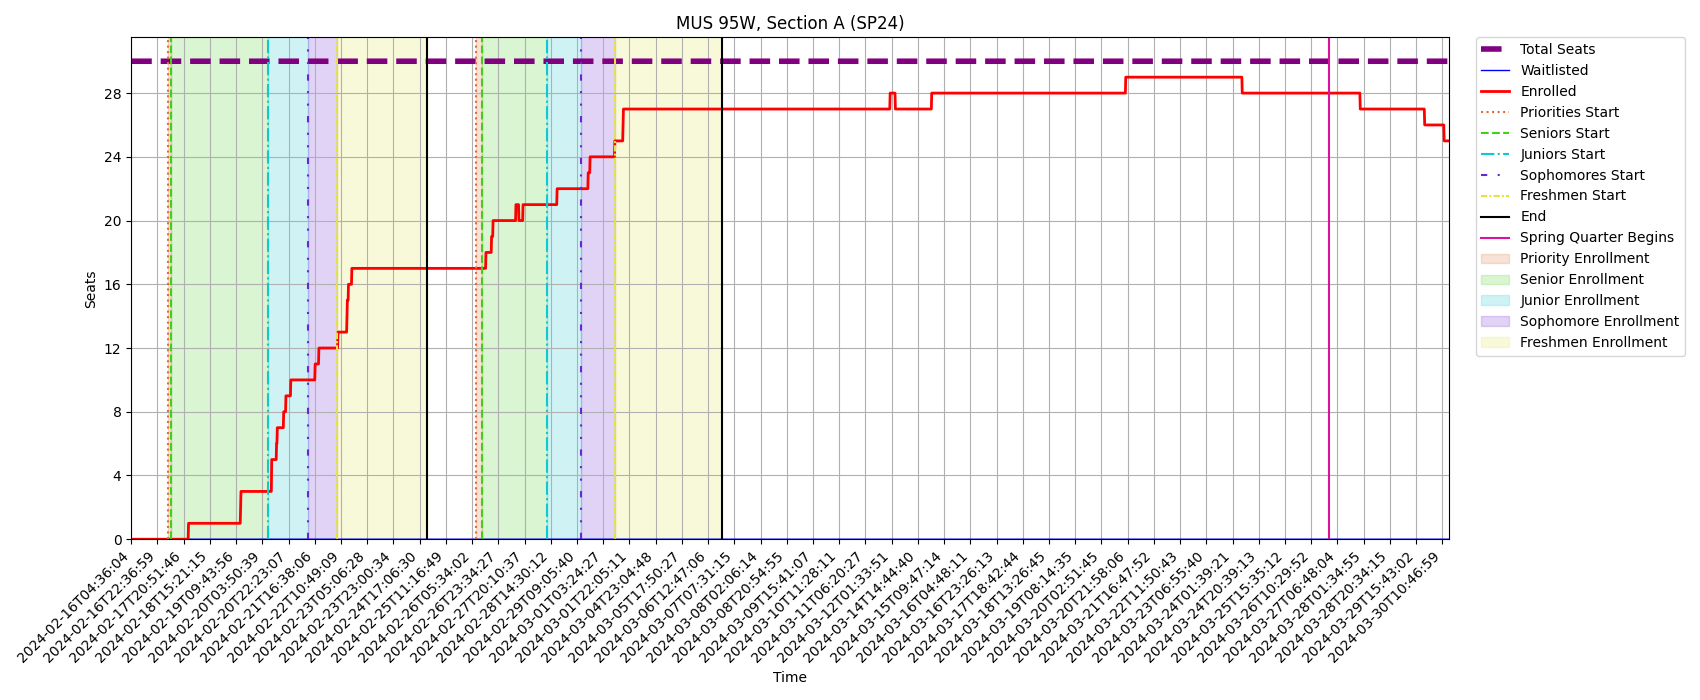 MUS 95W, Section A (SP24)
Seats
28
24
20
16
12
8
4
0
2024-02-16T04:36:04
2024-02-16T22:36:59
2024-02-17T20:51:46
2024-02-18T15:21:15
2024-02-19T09:43:56
2024-02-20T03:50:39
2024-02-20T22:23:07
2024-02-21T16:38:06
2024-02-22T10:49:09
2024-02-23T05:06:28
2024-02-23T23:00:34
2024-02-24T17:06:30
2024-02-25T11:16:49
2024-02-26T05:34:02
2024-02-26T23:34:27
2024-02-27T20:10:37
2024-02-28T14:30:12
2024-02-29T09:05:40
2024-03-01T03:24:27
2024-03-01T22:05:11
2024-03-04T23:04:48
2024-03-05T17:50:27
2024-03-06T12:47:06
2024-03-07T07:31:15
2024-03-08T02:06:14
2024-03-08T20:54:55
2024-03-09T15:41:07
2024-03-10T11:28:11
2024-03-11T06:20:27
2024-03-12T01:33:51
2024-03-14T14:44:40
2024-03-15T09:47:14
2024-03-16T04:48:11
2024-03-16T23:26:13
2024-03-17T18:42:44
2024-03-18T13:26:45
2024-03-19T08:14:35
2024-03-20T02:51:45
2024-03-20T21:58:06
2024-03-21T16:47:52
2024-03-22T11:50:43
2024-03-23T06:55:40
2024-03-24T01:39:21
2024-03-24T20:39:13
2024-03-25T15:35:12
2024-03-26T10:29:52
2024-03-27T06:48:04
2024-03-28T01:34:55
2024-03-28T20:34:15
2024-03-29T15:43:02
2024-03-30T10:46:59
Time
Total Seats
Waitlisted
Enrolled
Priorities Start
Seniors Start
Juniors Start
Sophomores Start
Freshmen Start
End
Spring Quarter Begins
Priority Enrollment
Senior Enrollment
Junior Enrollment
Sophomore Enrollment
Freshmen Enrollment